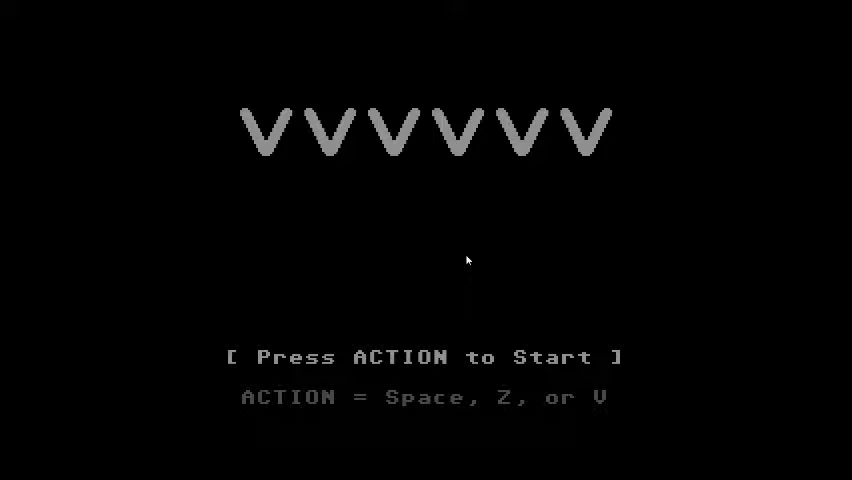 VVVVVV
[ Press ACTION to Start ]
ACTION = Space, Z, or V